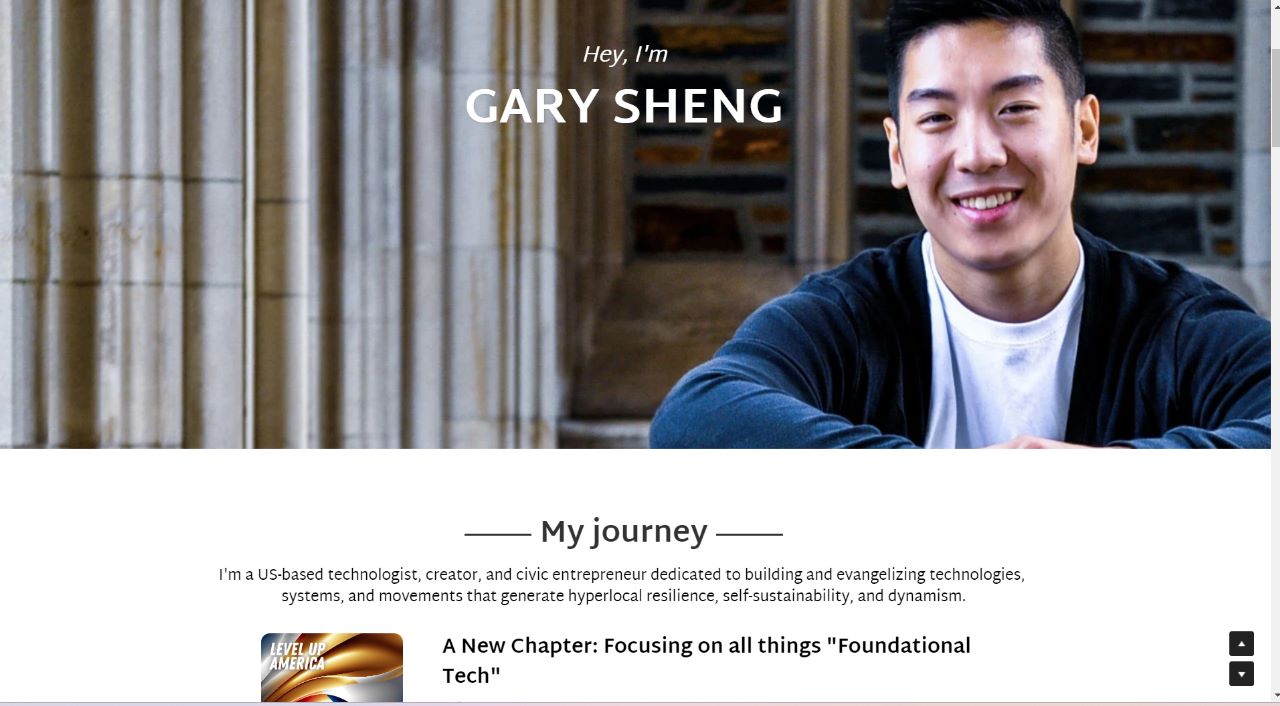 Hey, I'm
GARY SHENG
My journey
I'm a US-based technologist, creator, and civic entrepreneur dedicated to building and evangelizing technologies,
systems, and movements that generate hyperlocal resilience, self-sustainability, and dynamism.
LEVEL UP
AMERICA
A New Chapter: Focusing on all things "Foundational
Tech"